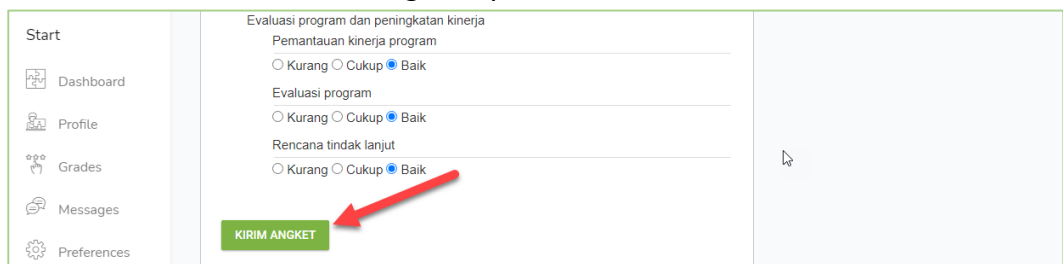 Start
Dashboard
Profile
Grades
Messages
Preferences
Evaluasi program dan peningkatan kinerja
Pemantauan kinerja program
Kurang Cukup Baik
Evaluasi program
Kurang Cukup Baik
Rencana tindak lanjut
Kurang Cukup Baik
KIRIM ANGKET